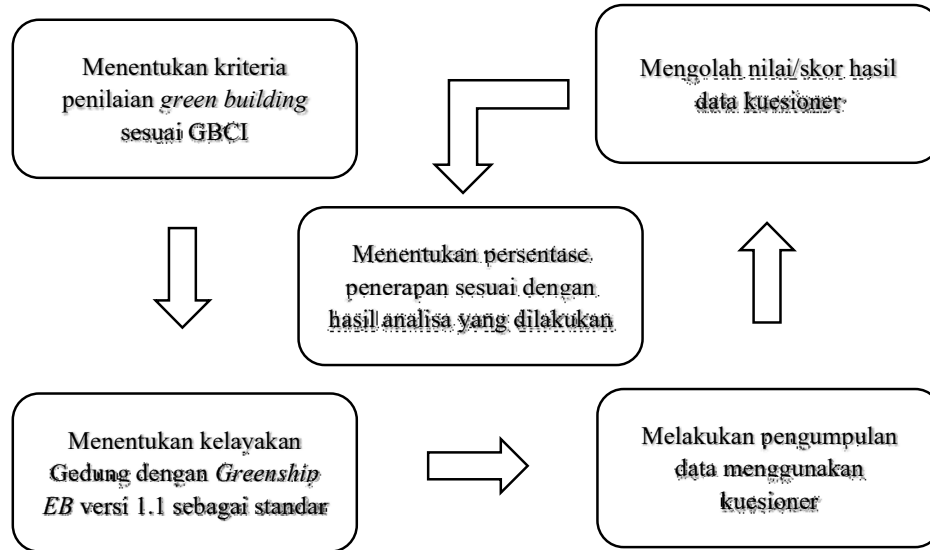 Menentukan kriteria
penilaian green building
sesuai GBCI
Mengolah nilai/skor hasil
data kuesioner
Menentukan persentase
penerapan sesuai dengan
hasil analisa yang dilakukan
Menentukan kelayakan
Gedung dengan Greenship
EB versi 1.1 sebagai standar
Melakukan pengumpulan
data menggunakan
kuesioner